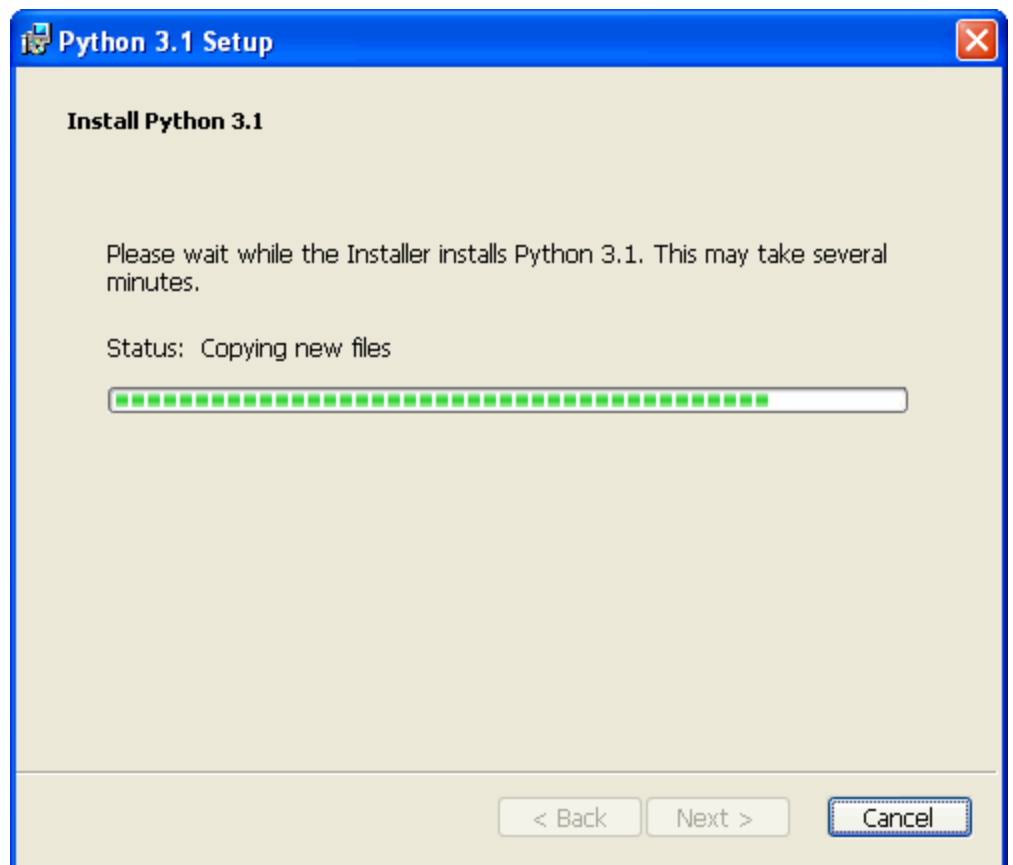 Python 3.1 Setup
Install Python 3.1
Please wait while the Installer installs Python 3.1. This may take several
minutes.
Status: Copying new files
< Back Next > Cancel